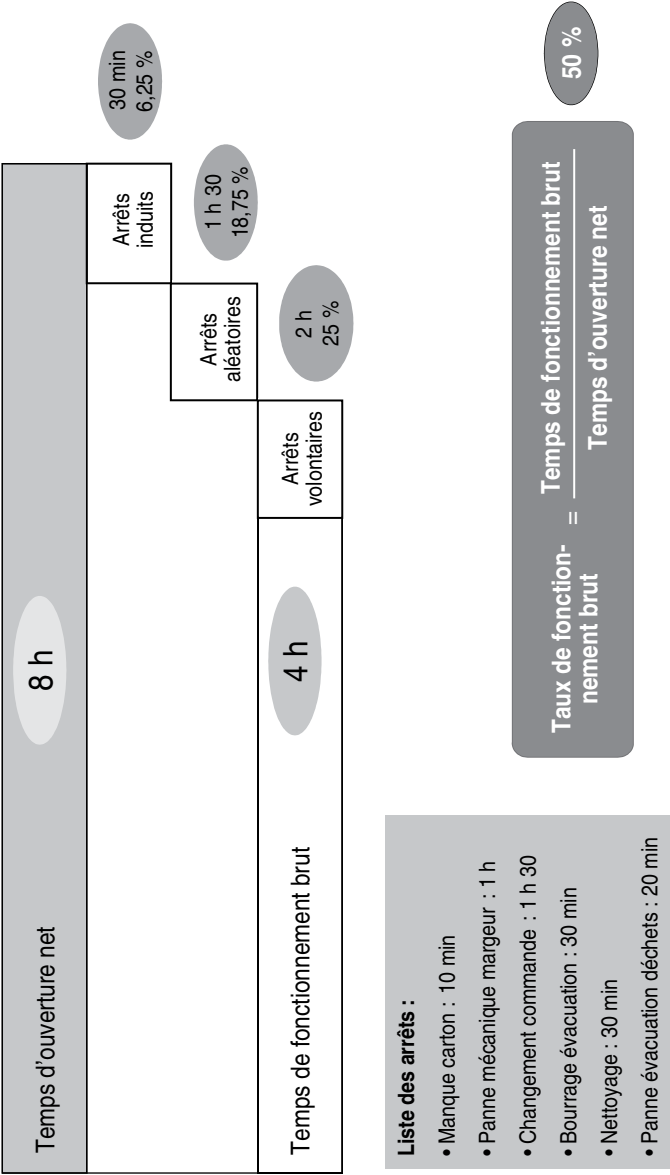 Temps d’ouverture net
8 h
Arrêts
induits
30 min
6,25 %
Arrêts
aléatoires
1 h 30
18,75 %
Temps de fonctionnement brut
4 h
Arrêts
volontaires
2 h
25 %
Liste des arrêts :
• Manque carton : 10 min
• Panne mécanique margeur : 1 h
• Changement commande : 1 h 30
• Bourrage évacuation : 30 min
• Nettoyage : 30 min
• Panne évacuation déchets : 20 min
Taux de fonction-
nement brut
=
Temps de fonctionnement brut
Temps d’ouverture net
50 %